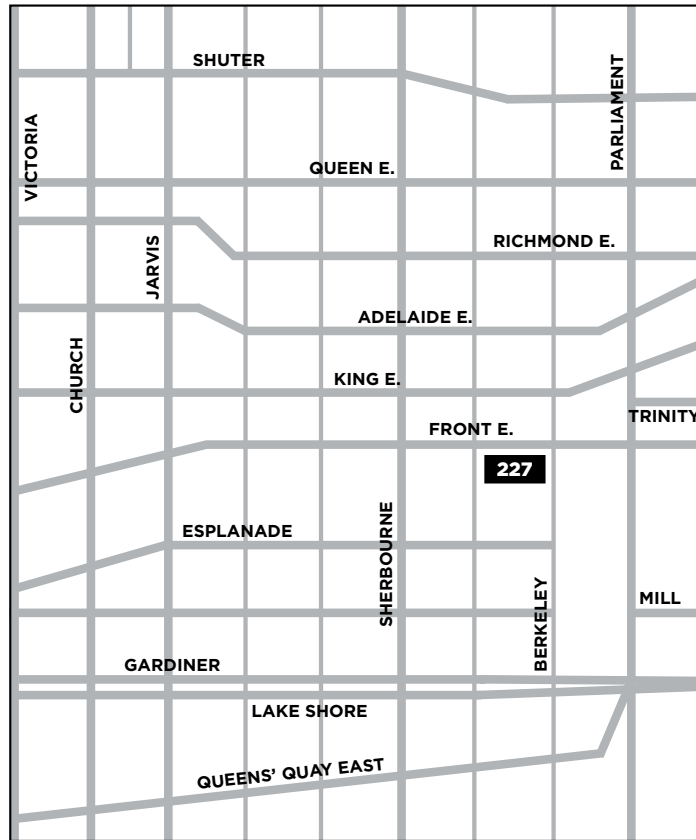 SHUTER
PARLIAMENT
VICTORIA
QUEEN E.
JARVIS
RICHMOND E.
ADELAIDE E.
CHURCH
KING E.
TRINITY
FRONT E.
227
SHERBOURNE
ESPLANADE
BERKELEY
MILL
GARDINER
LAKE SHORE
QUEENS’ QUAY EAST